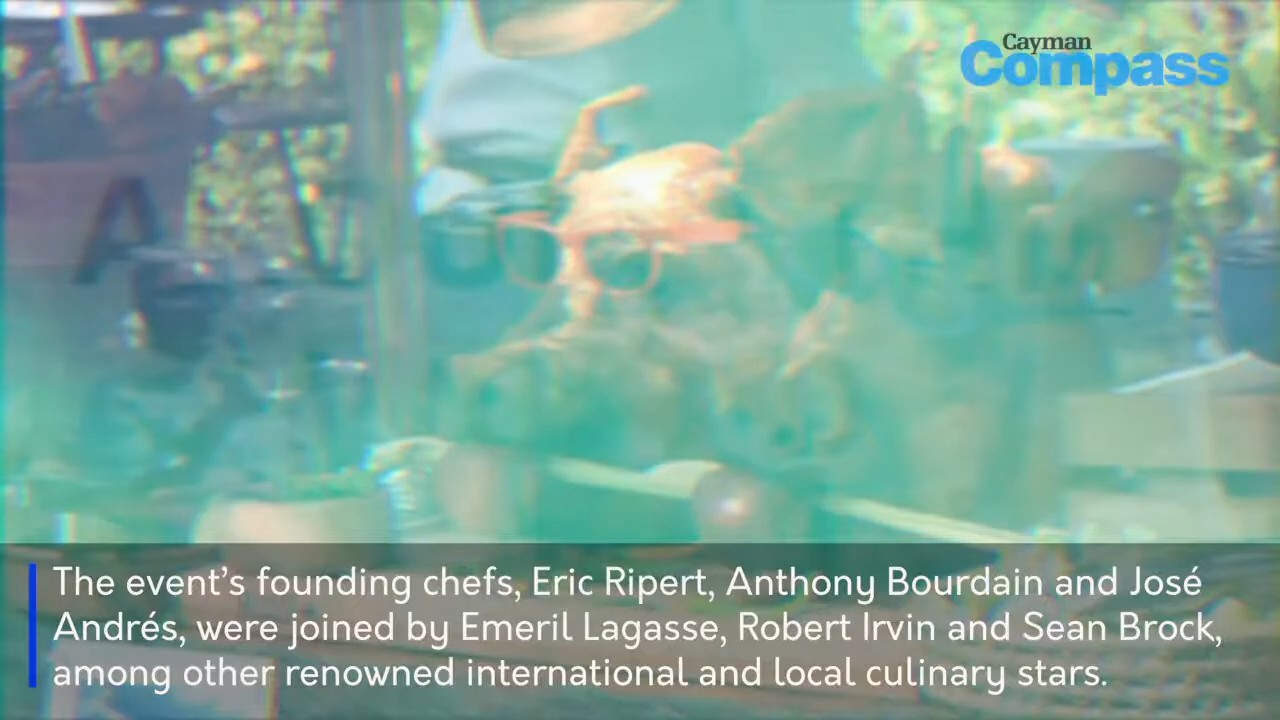 Cayman
Compass
The event's founding chefs, Eric Ripert, Anthony Bourdain and José
Andrés, were joined by Emeril Lagasse, Robert Irvin and Sean Brock,
among other renowned international and local culinary stars.